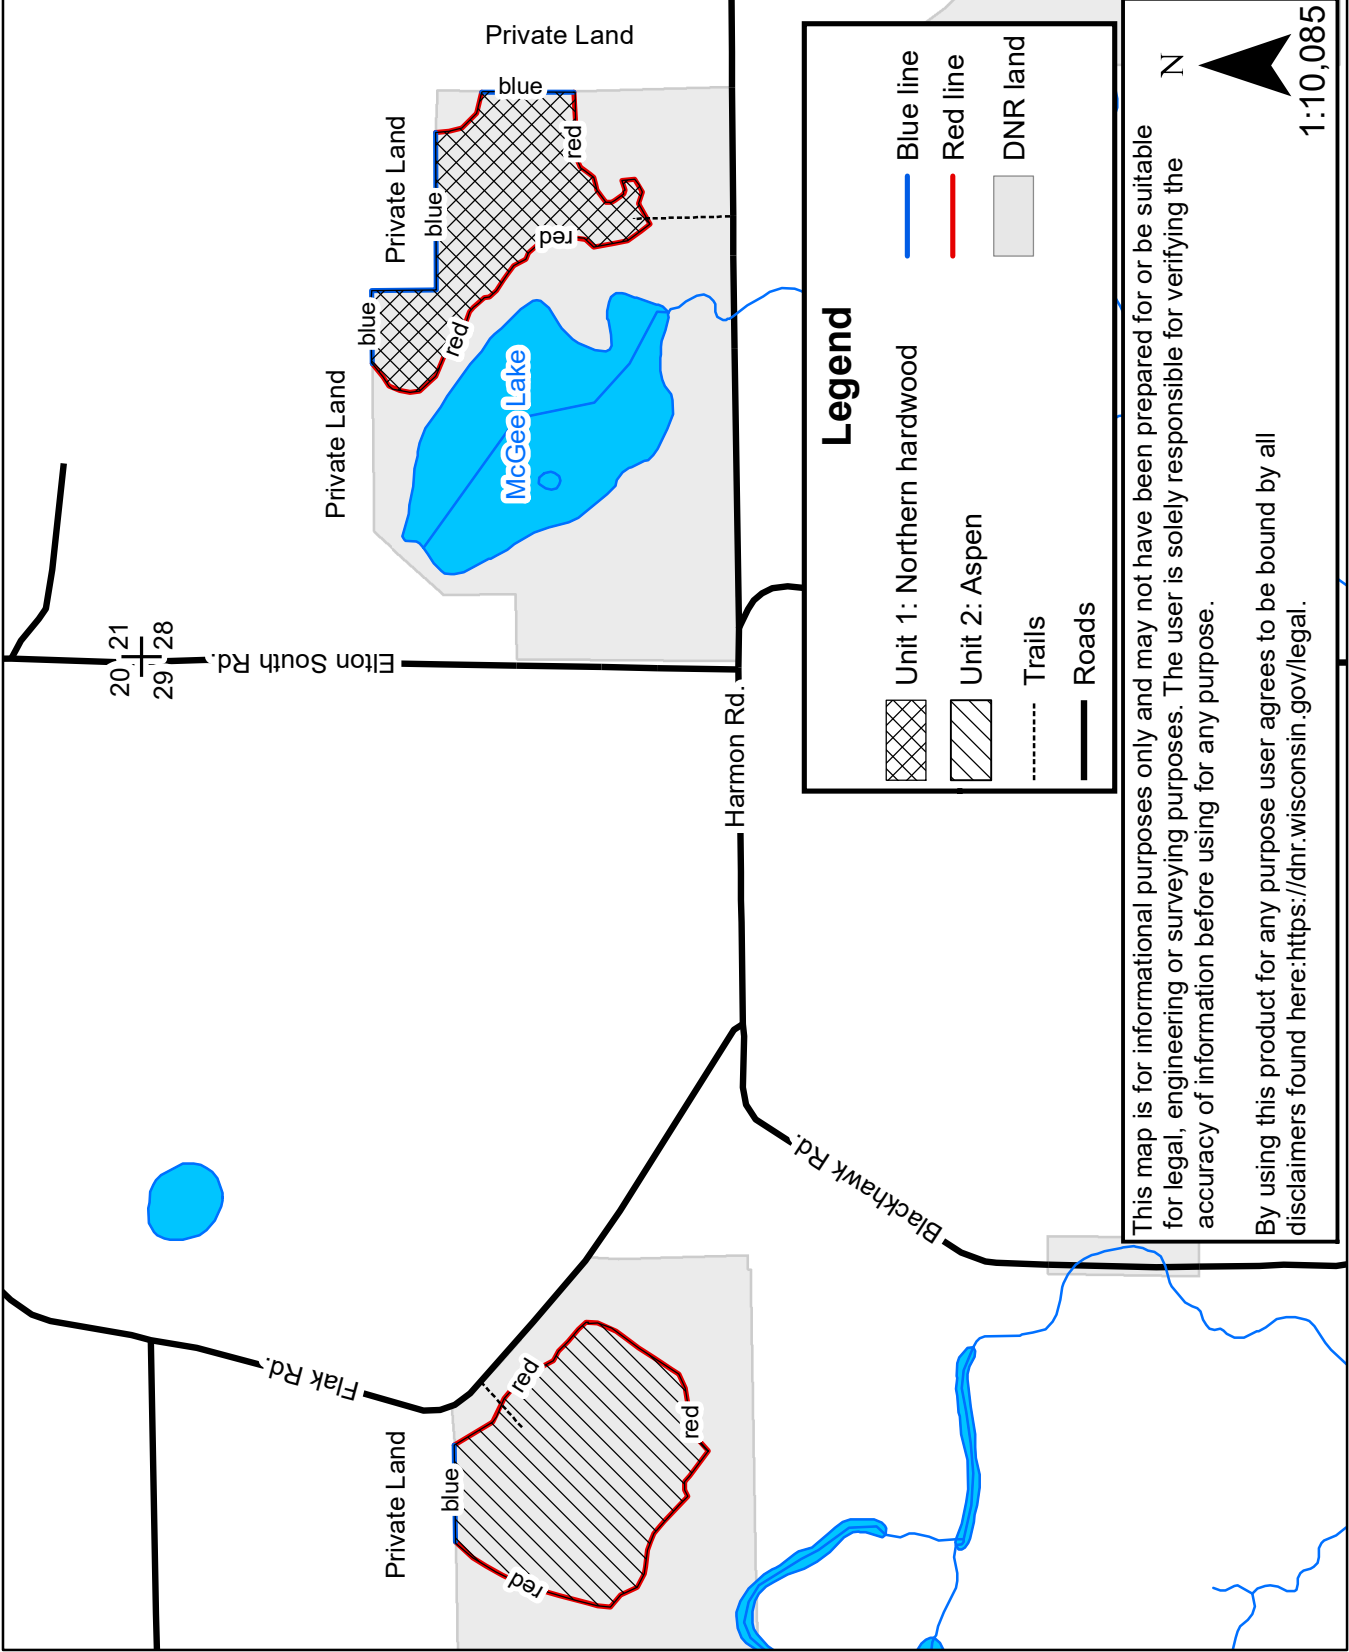 Private Land
Private Land
Private Land
Private Land
blue
blue
blue
red
red
red
McGee Lake
20 21
29 28
Elton South Rd.
Harmon Rd.
Blackhawk Rd.
Flak Rd.
blue
red
red
red
Legend
Unit 1: Northern hardwood
Unit 2: Aspen
Trails
Roads
Blue line
Red line
DNR land
This map is for informational purposes only and may not have been prepared for or be suitable
for legal, engineering or surveying purposes. The user is solely responsible for verifying the
accuracy of information before using for any purpose.
By using this product for any purpose user agrees to be bound by all
disclaimers found here:https://dnr.wisconsin.gov/legal.
N
1:10,085